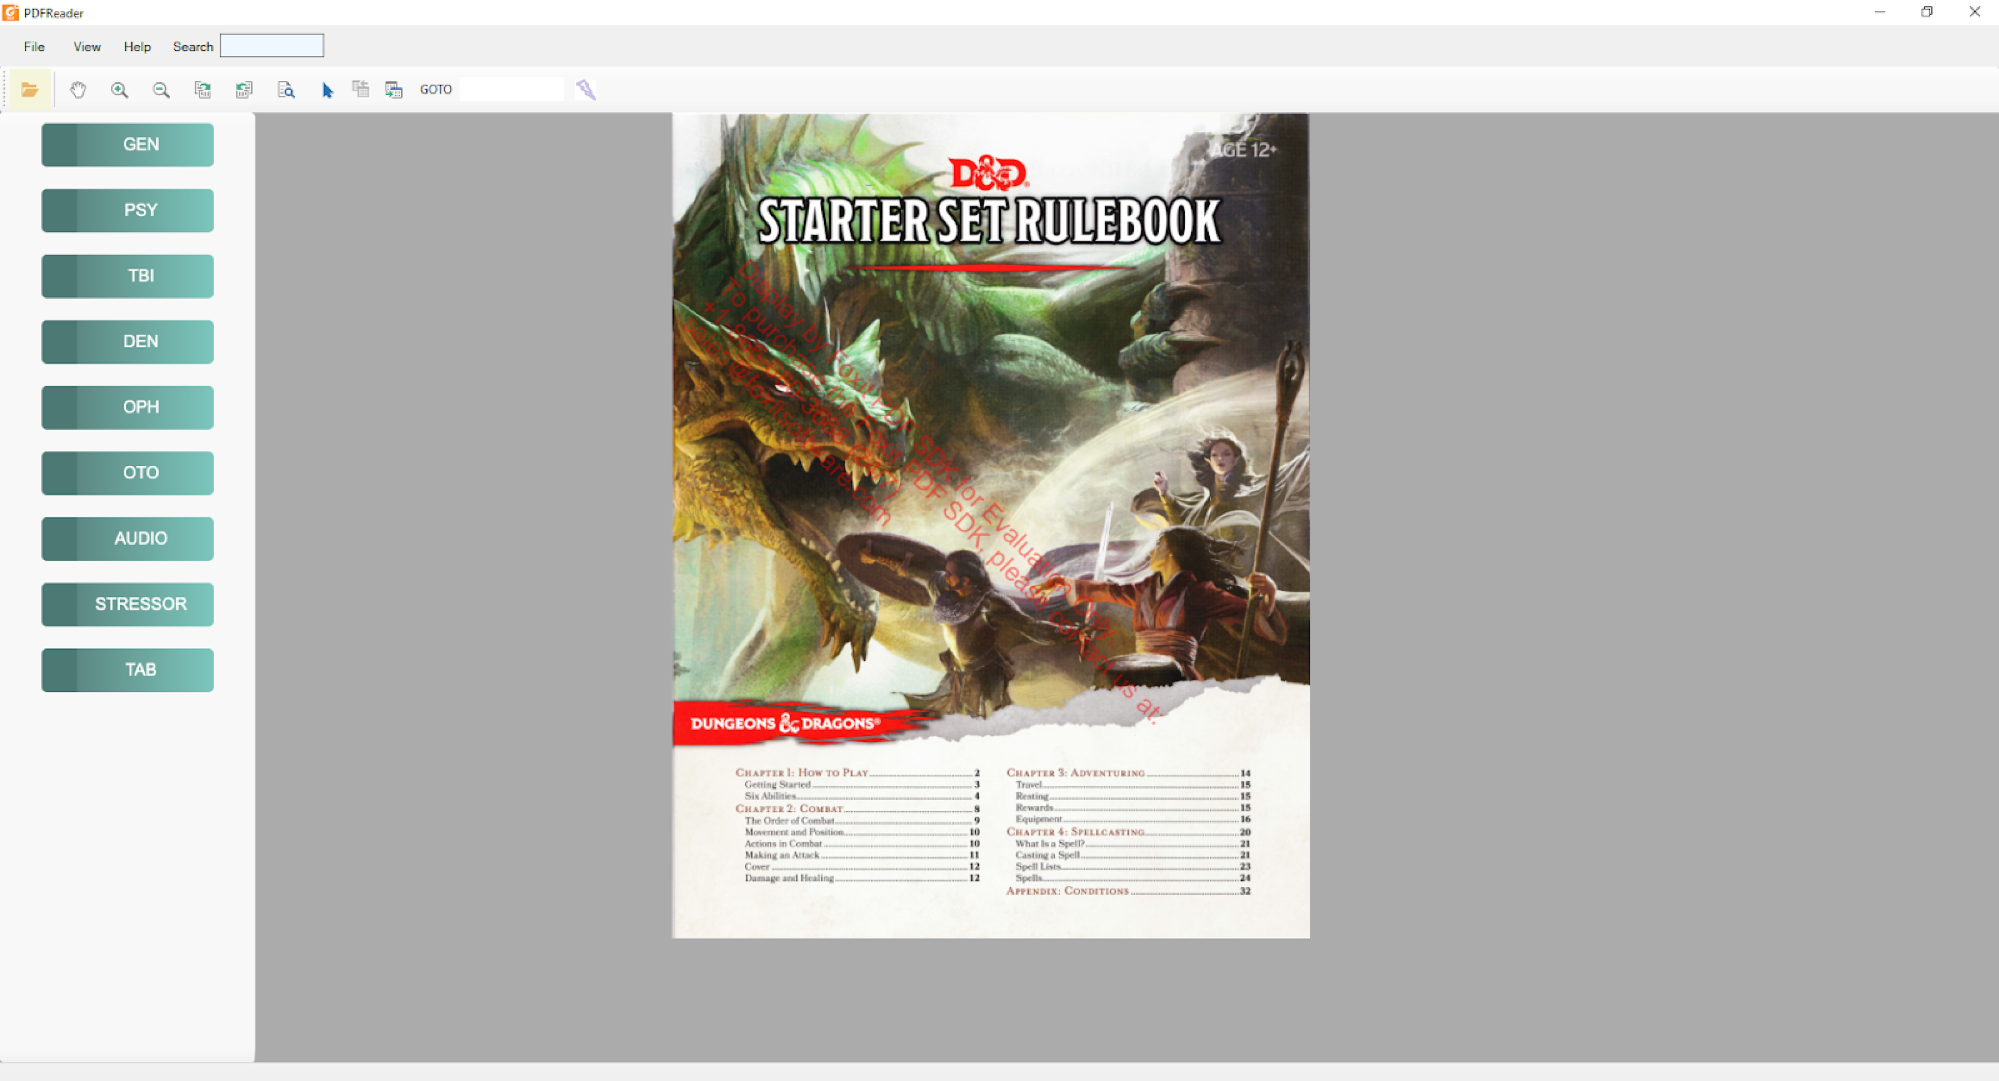 PDFReader
File View Help Search
GOTO
GEN
PSY
TBI
DEN
OPH
OTO
AUDIO
STRESSOR
TAB
AGE 12+
D&D
STARTER SET RULEBOOK
Display by Foxit PDF SDK for Evaluation Only.
To purchase the Foxit PDF SDK, please contact us at:
sales@foxitsoftware.com
DUNGEONS & DRAGONS®
CHAPTER 1: HOW TO PLAY 2
Getting Started 3
Six Abilities 4
CHAPTER 2: COMBAT 8
The Order of Combat 9
Movement and Position 10
Actions in Combat 10
Making an Attack 11
Cover 12
Damage and Healing 12
CHAPTER 3: ADVENTURING 14
Travel 15
Resting 15
Rewards 15
Equipment 16
CHAPTER 4: SPELLCASTING 20
What Is a Spell? 21
Casting a Spell 21
Spell Lists 23
Spells 24
APPENDIX: CONDITIONS 32